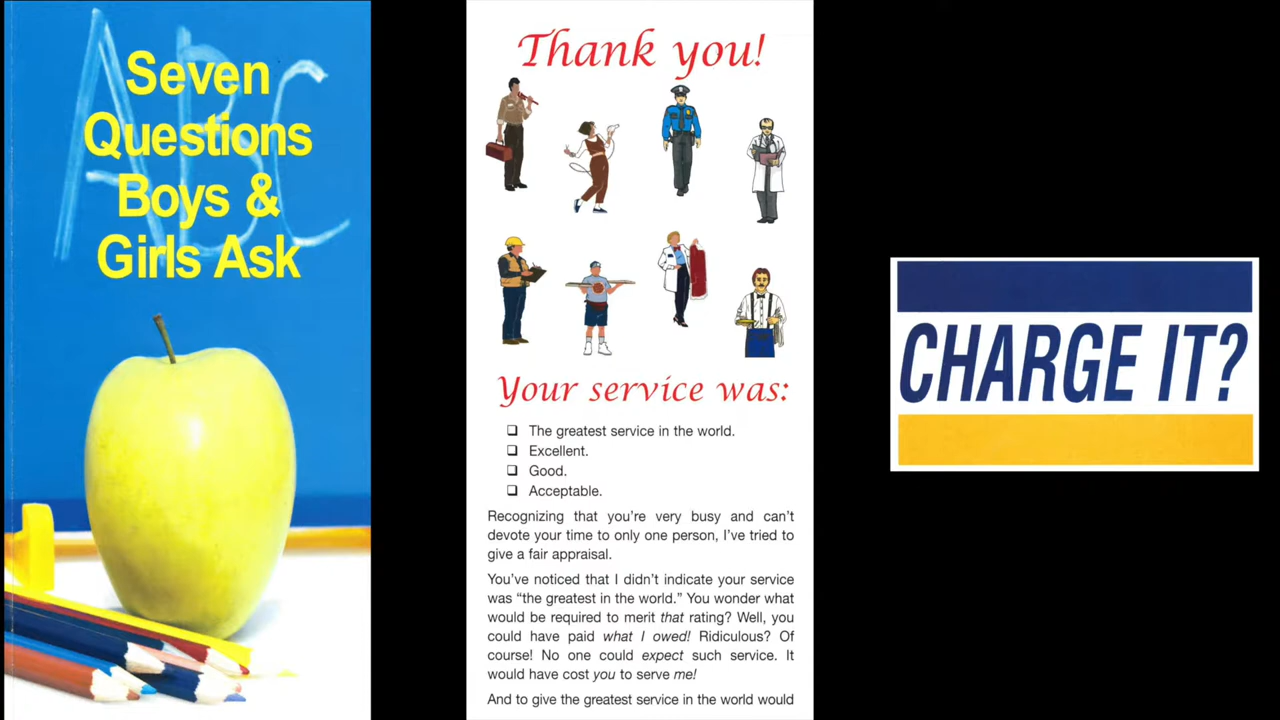 ABC
Seven
Questions
Boys &
Girls Ask
Thank you!
Your service was:
❑ The greatest service in the world.
❑ Excellent.
❑ Good.
❑ Acceptable.
Recognizing that you’re very busy and can’t
devote your time to only one person, I’ve tried to
give a fair appraisal.
You’ve noticed that I didn’t indicate your service
was “the greatest in the world.” You wonder what
would be required to merit that rating? Well, you
could have paid what I owed! Ridiculous? Of
course! No one could expect such service. It
would have cost you to serve me!
And to give the greatest service in the world would
CHARGE IT?